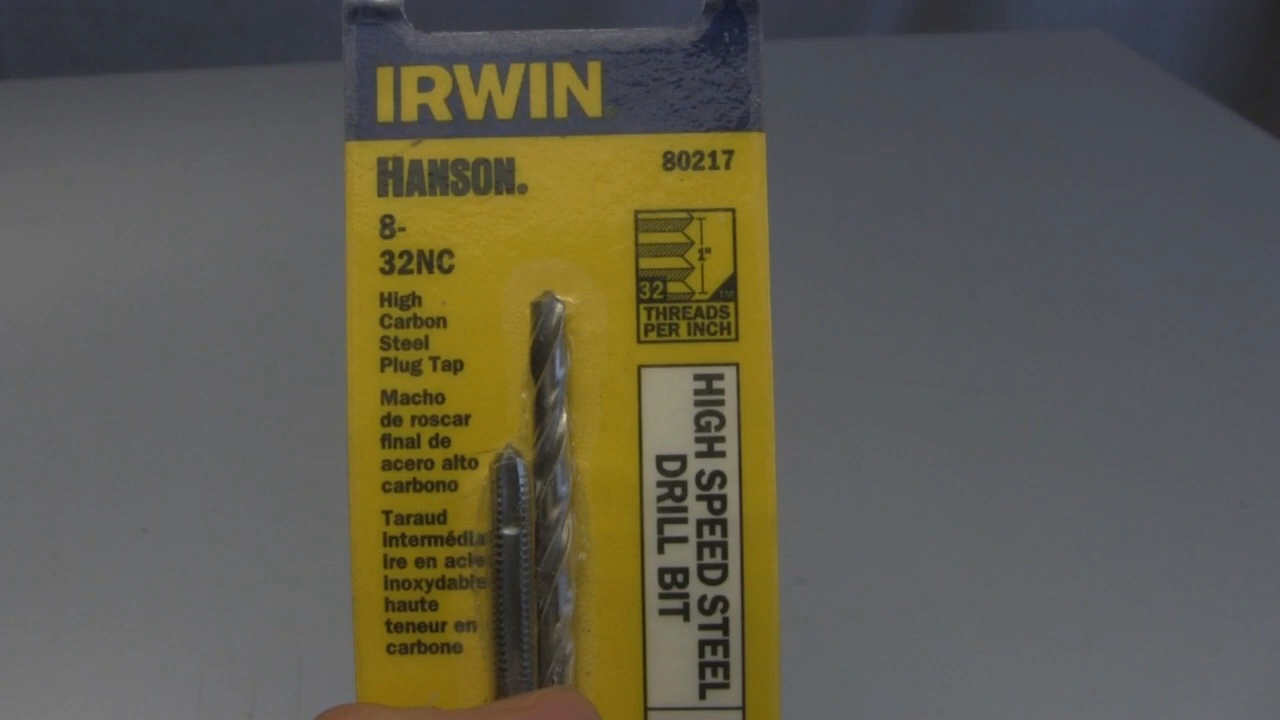 IRWIN
HANSON®
80217
8-
32NC
High
Carbon
Steel
Plug Tap
Macho
de roscar
final de
acero alto
carbono
Taraud
intermédia
ire en acie
inoxydable
haute
teneur en
carbone
1"
32
TM
THREADS
PER INCH
HIGH SPEED STEEL
DRILL BIT